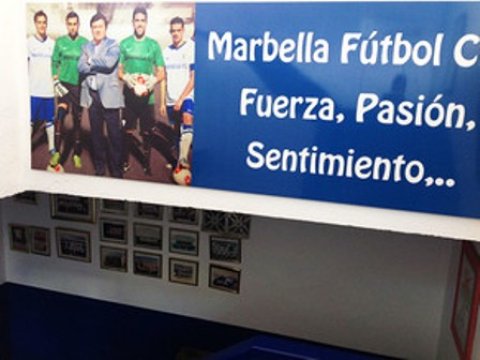 Marbella Fútbol C
Fuerza, Pasión,
Sentimiento,...